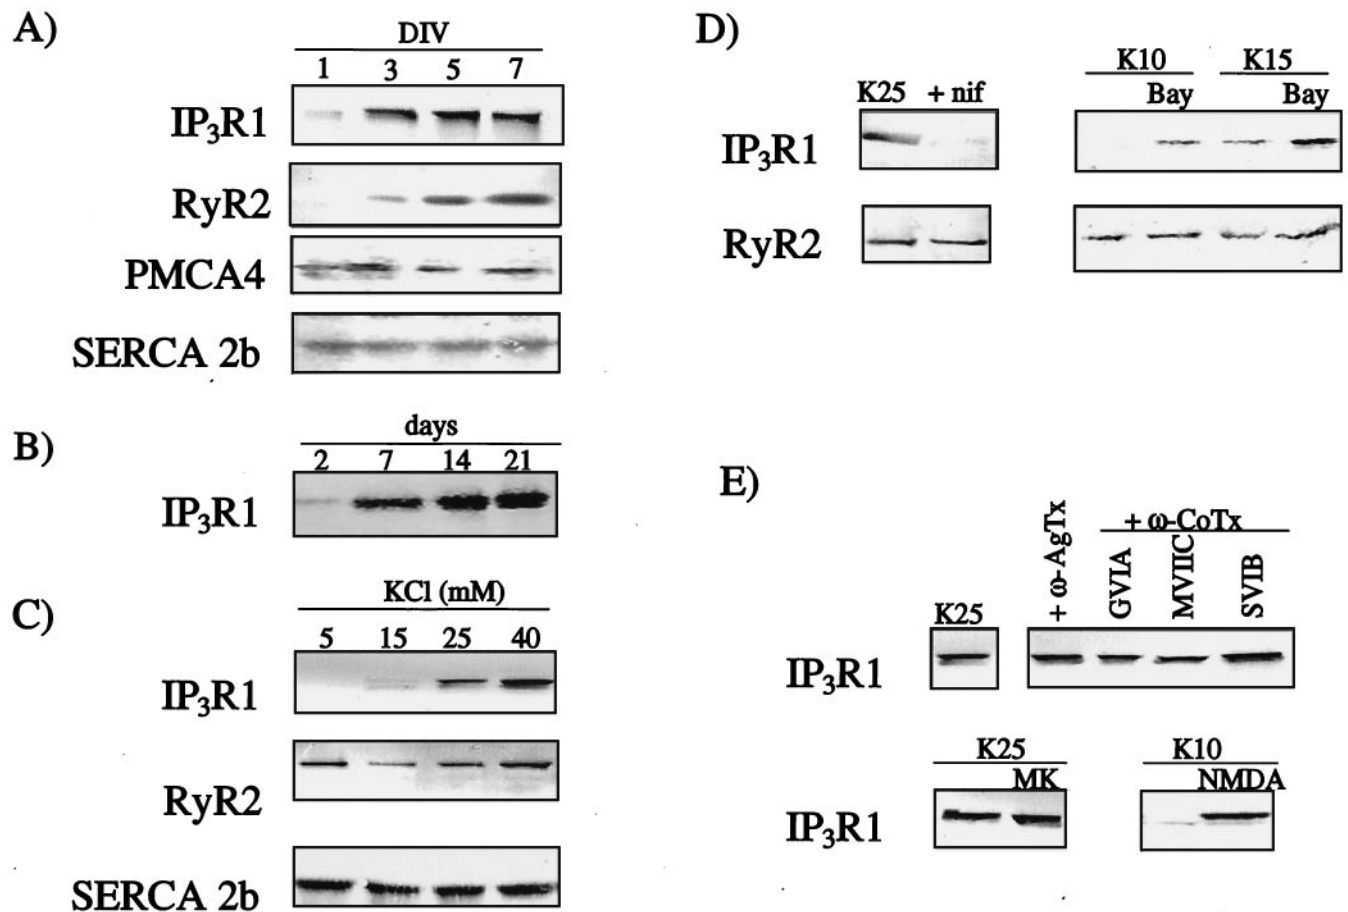 A)
DIV
1 3 5 7
IP₃R1
RyR2
PMCA4
SERCA 2b
B)
days
2 7 14 21
IP₃R1
C)
KCl (mM)
5 15 25 40
IP₃R1
RyR2
SERCA 2b
D)
K10 K15
K25 + nif Bay Bay
IP₃R1
RyR2
E)
+ ω-CoTx
+ ω-AgTx GVIA MVIIC SVIB
K25
IP₃R1
K25 K10
MK NMDA
IP₃R1